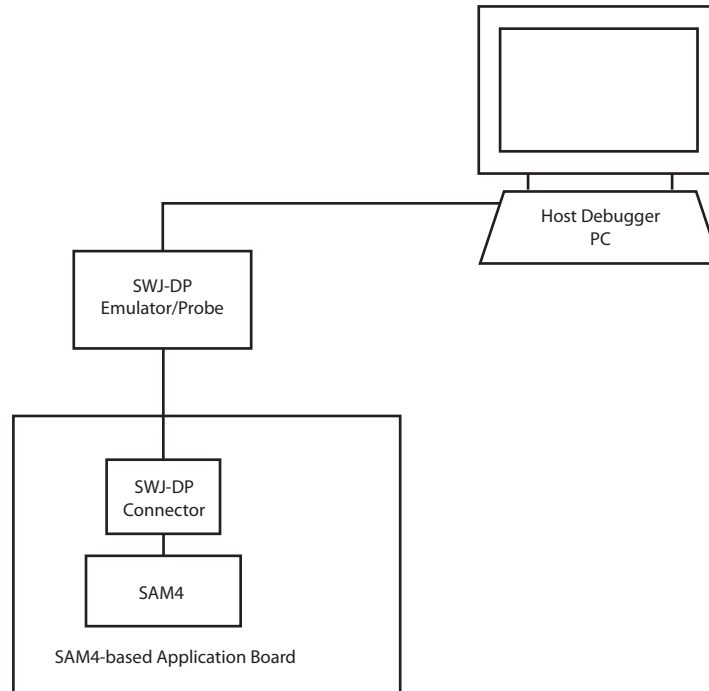 Host Debugger
PC
SWJ-DP
Emulator/Probe
SWJ-DP
Connector
SAM4
SAM4-based Application Board